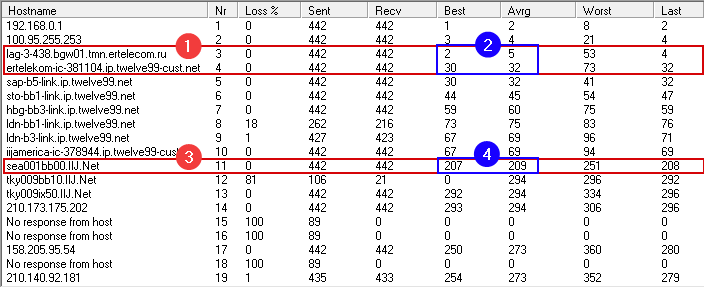 Hostname Nr Loss % Sent Recv Best Avrg Worst Last
192.168.0.1 1 0 442 442 1 2 8 2
100.95.255.253 2 0 442 442 3 4 21 4
1 2
lag-3-438.bgw01.tmn.ertelecom.ru 3 0 442 442 2 5 53 4
ertelekom-ic-381104.ip.twelve99-cust.net 4 0 442 442 30 32 73 32
sap-b5-link.ip.twelve99.net 5 0 442 442 30 32 41 32
sto-bb1-link.ip.twelve99.net 6 0 442 442 44 45 54 47
hbg-bb3-link.ip.twelve99.net 7 0 442 442 59 60 75 59
ldn-bb1-link.ip.twelve99.net 8 18 262 216 73 75 83 76
ldn-b3-link.ip.twelve99.net 9 1 427 423 67 69 96 71
iijamerica-ic-378944.ip.twelve99-cust 10 0 442 442 67 69 94 69
3 4
sea001bb00.IIJ.Net 11 0 442 442 207 209 251 208
tky009bb10.IIJ.Net 12 81 106 21 0 294 296 292
tky009ix50.IIJ.Net 13 0 442 442 292 294 334 296
210.173.175.202 14 0 442 442 293 294 306 296
No response from host 15 100 89 0 0 0 0 0
No response from host 16 100 89 0 0 0 0 0
158.205.95.54 17 0 442 442 250 273 360 280
No response from host 18 100 89 0 0 0 0 0
210.140.92.181 19 1 435 433 254 273 352 279